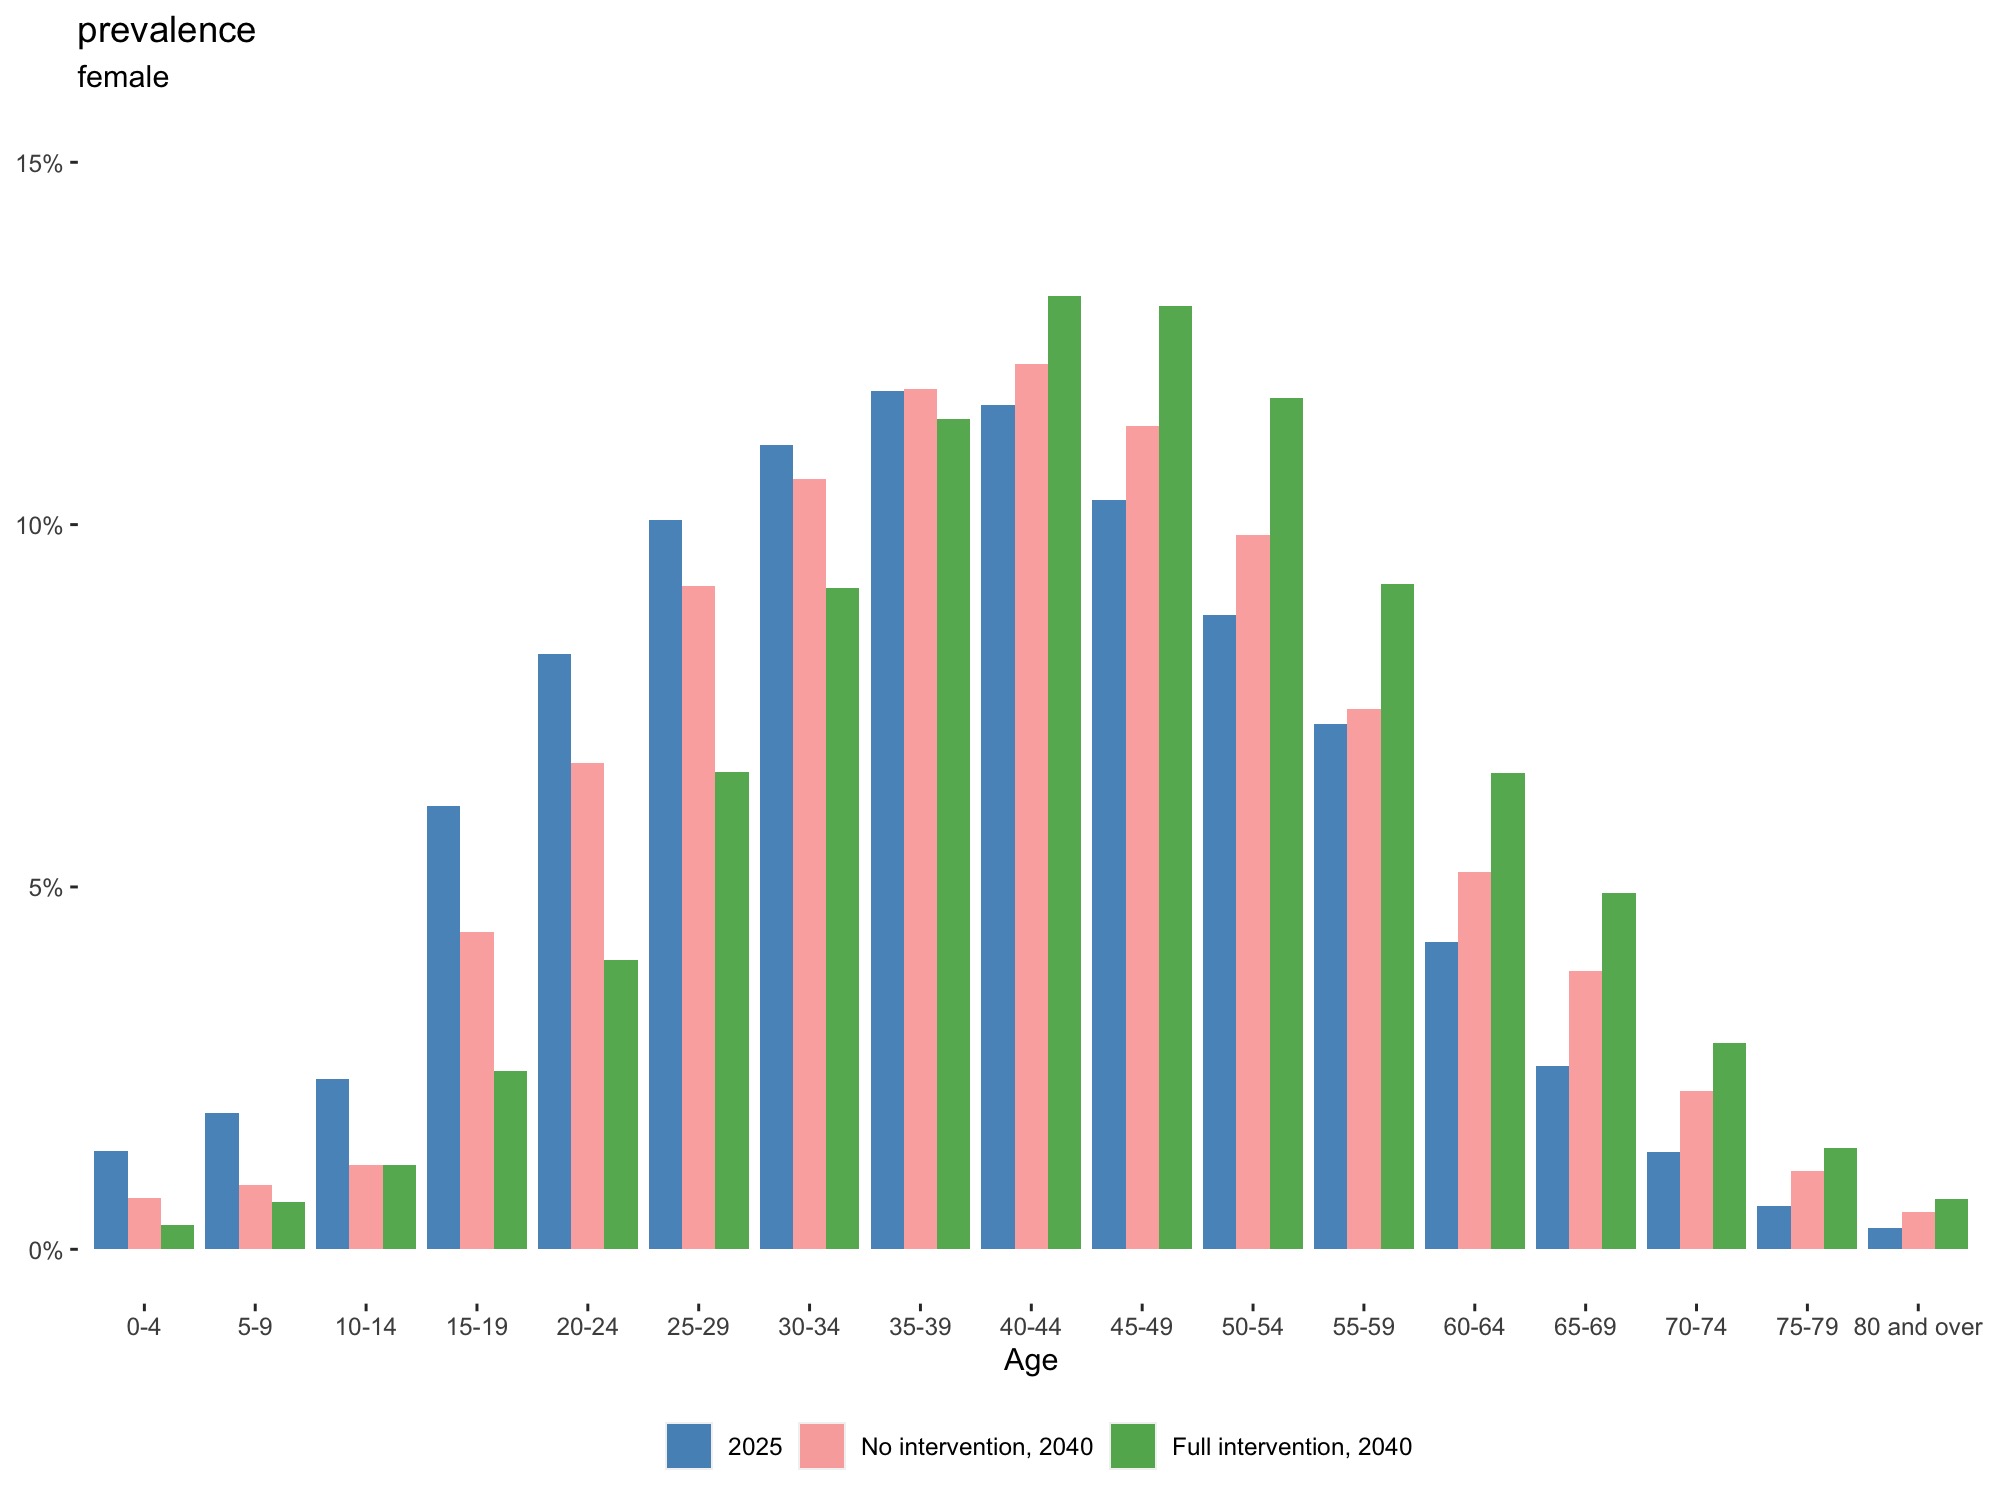 prevalence
female
15%
10%
5%
0%
0-4 5-9 10-14 15-19 20-24 25-29 30-34 35-39 40-44 45-49 50-54 55-59 60-64 65-69 70-74 75-79 80 and over
Age
2025 No intervention, 2040 Full intervention, 2040